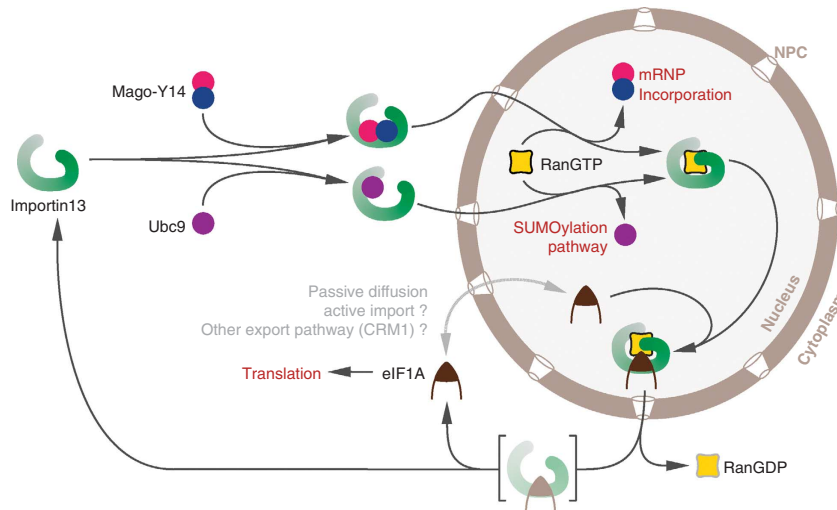 NPC
Mago-Y14
mRNP
Incorporation
RanGTP
Importin13
Ubc9
SUMOylation
pathway
Nucleus
Cytoplasm
Passive diffusion
active import ?
Other export pathway (CRM1) ?
Translation
eIF1A
RanGDP